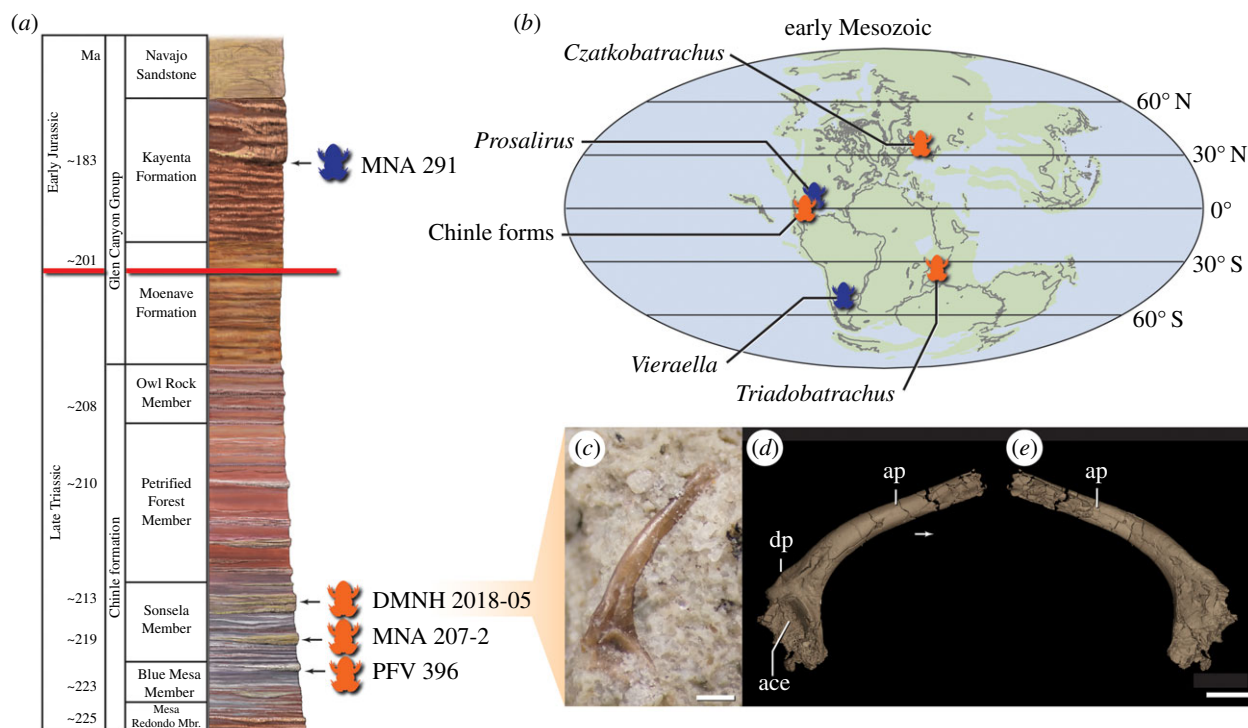 (a)
Ma
Early Jurassic
~183
~201
Late Triassic
~208
~210
~213
~219
~223
~225
Glen Canyon Group
Chinle formation
Navajo
Sandstone
Kayenta
Formation
Moenave
Formation
Owl Rock
Member
Petrified
Forest
Member
Sonsela
Member
Blue Mesa
Member
Mesa
Redondo Mbr.
MNA 291
DMNH 2018-05
MNA 207-2
PFV 396
(b)
early Mesozoic
Czatkobatrachus
Prosalirus
Chinle forms
Vieraella
Triadobatrachus
60° N
30° N
0°
30° S
60° S
(c)
(d)
ap
dp
ace
(e)
ap